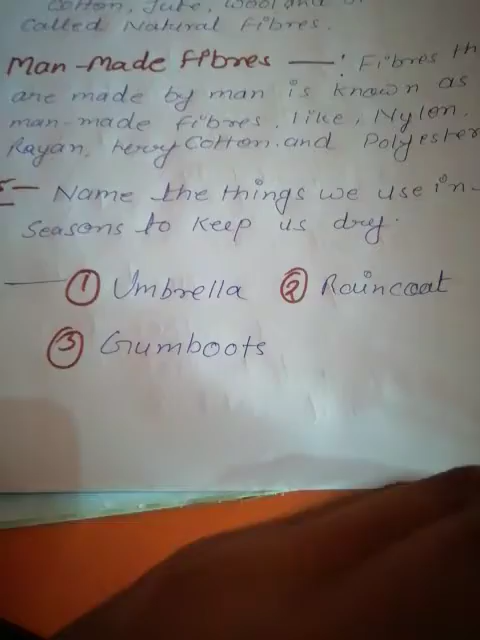 Cotton, Jute, Wool and
Called Natural Fibres.
Man-Made Fibres —: Fibres th
are made by man is known as
man-made fibres. like, Nylon.
Rayan, terry Cotton. and Polyester
— Name the things we use in-
Seasons to keep us dry.
— ① Umbrella ② Raincoat
③ Gumboots